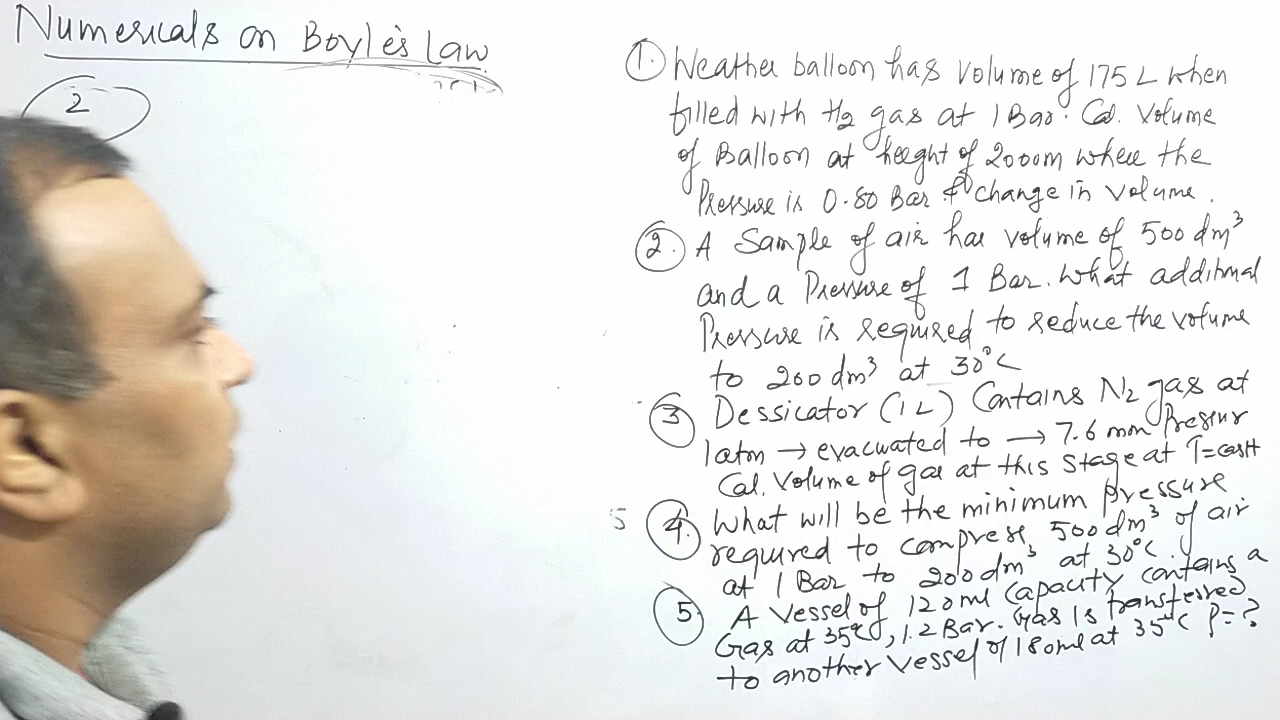 Numericals on Boyle's Law
2
1. Weather balloon has volume of 175 L when
filled with H2 gas at 1 Bar. Cal. Volume
of Balloon at height of 2000m where the
Pressure is 0.80 Bar & change in volume.
2. A Sample of air has volume of 500 dm³
and a Pressure of 1 Bar. What additional
Pressure is required to reduce the volume
to 200 dm³ at 30°C
3 Dessicator (1L) Contains N2 gas at
1atm → evacuated to → 7.6 mm Pressur
Cal. Volume of gas at this stage at T=
5
4. What will be the minimum pressure
required to compress 500 dm³ of air
at 1 Bar to 200 dm³ at 30°C.
5. A Vessel of 120 ml Capacity contains a
Gas at 35°C, 1.2 Bar. Gas is transferred
to another vessel of 180 ml at 35°C P=?